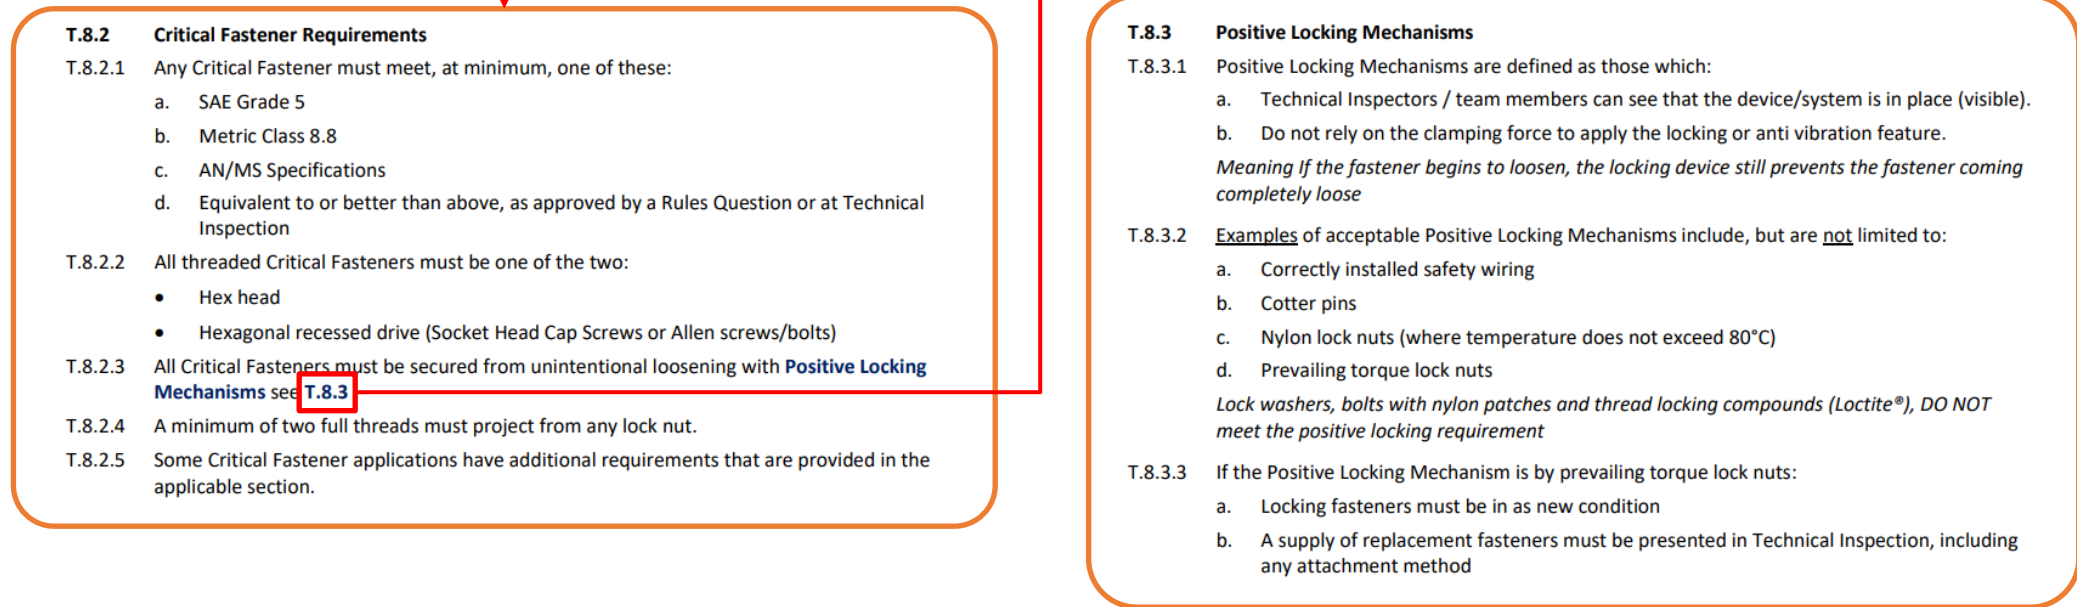 T.8.2 Critical Fastener Requirements
T.8.2.1 Any Critical Fastener must meet, at minimum, one of these:
a. SAE Grade 5
b. Metric Class 8.8
c. AN/MS Specifications
d. Equivalent to or better than above, as approved by a Rules Question or at Technical
Inspection
T.8.2.2 All threaded Critical Fasteners must be one of the two:
• Hex head
• Hexagonal recessed drive (Socket Head Cap Screws or Allen screws/bolts)
T.8.2.3 All Critical Fasteners must be secured from unintentional loosening with Positive Locking
Mechanisms see T.8.3
T.8.2.4 A minimum of two full threads must project from any lock nut.
T.8.2.5 Some Critical Fastener applications have additional requirements that are provided in the
applicable section.
T.8.3 Positive Locking Mechanisms
T.8.3.1 Positive Locking Mechanisms are defined as those which:
a. Technical Inspectors / team members can see that the device/system is in place (visible).
b. Do not rely on the clamping force to apply the locking or anti vibration feature.
Meaning If the fastener begins to loosen, the locking device still prevents the fastener coming
completely loose
T.8.3.2 Examples of acceptable Positive Locking Mechanisms include, but are not limited to:
a. Correctly installed safety wiring
b. Cotter pins
c. Nylon lock nuts (where temperature does not exceed 80°C)
d. Prevailing torque lock nuts
Lock washers, bolts with nylon patches and thread locking compounds (Loctite®), DO NOT
meet the positive locking requirement
T.8.3.3 If the Positive Locking Mechanism is by prevailing torque lock nuts:
a. Locking fasteners must be in as new condition
b. A supply of replacement fasteners must be presented in Technical Inspection, including
any attachment method